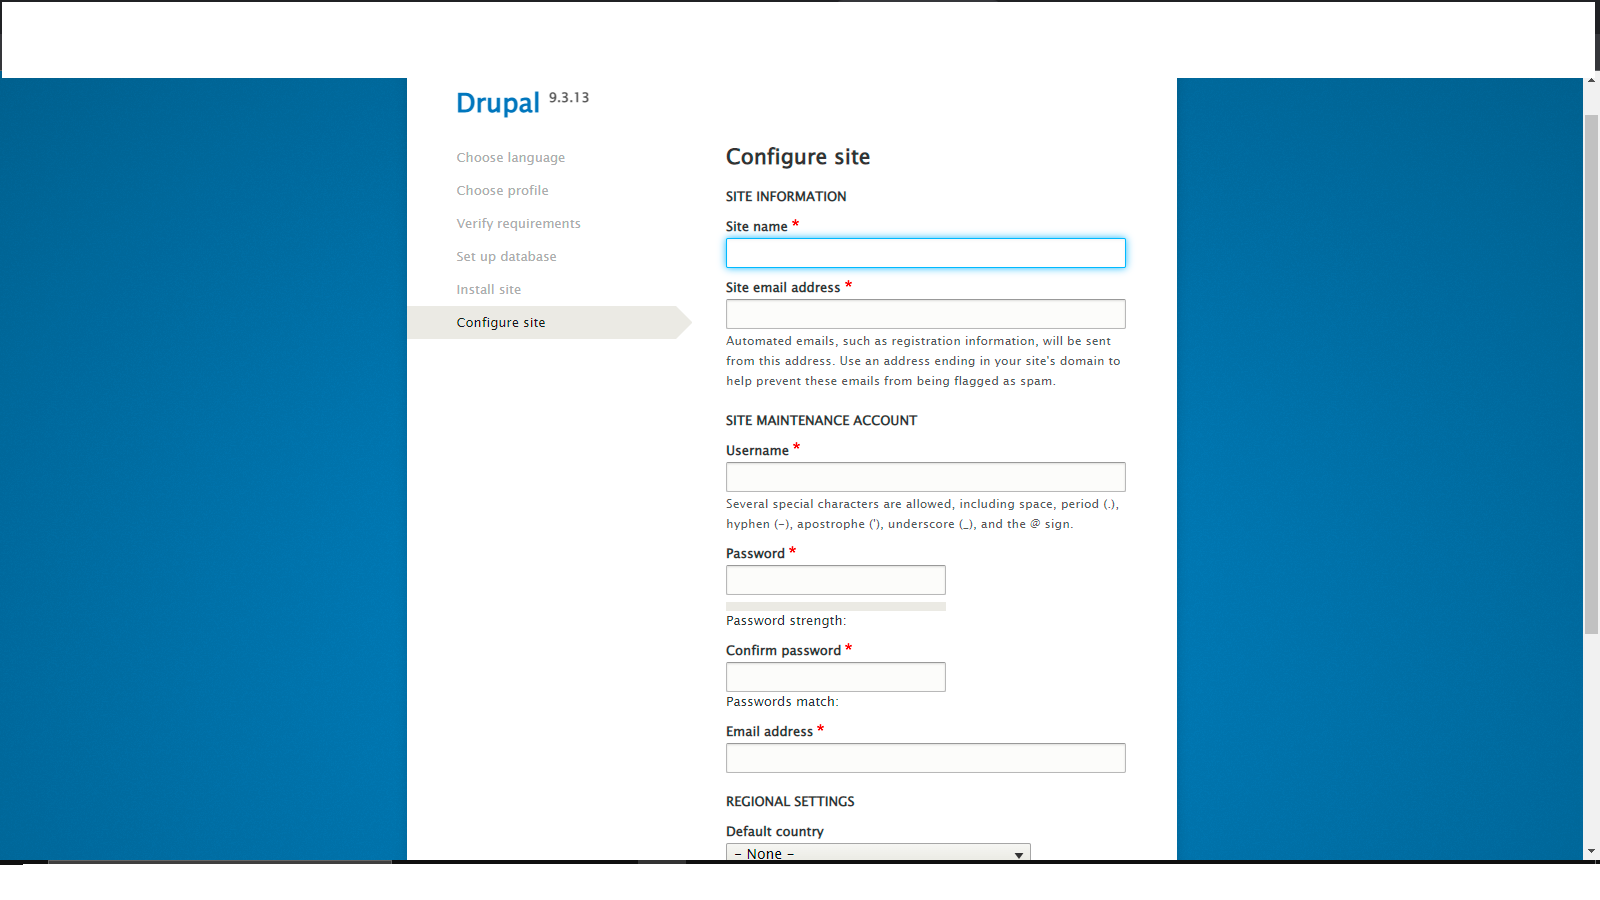 Drupal 9.3.13
Choose language
Choose profile
Verify requirements
Set up database
Install site
Configure site
Configure site
SITE INFORMATION
Site name *
Site email address *
Automated emails, such as registration information, will be sent
from this address. Use an address ending in your site's domain to
help prevent these emails from being flagged as spam.
SITE MAINTENANCE ACCOUNT
Username *
Several special characters are allowed, including space, period (.),
hyphen (-), apostrophe ('), underscore (_), and the @ sign.
Password *
Password strength:
Confirm password *
Passwords match:
Email address *
REGIONAL SETTINGS
Default country
- None -